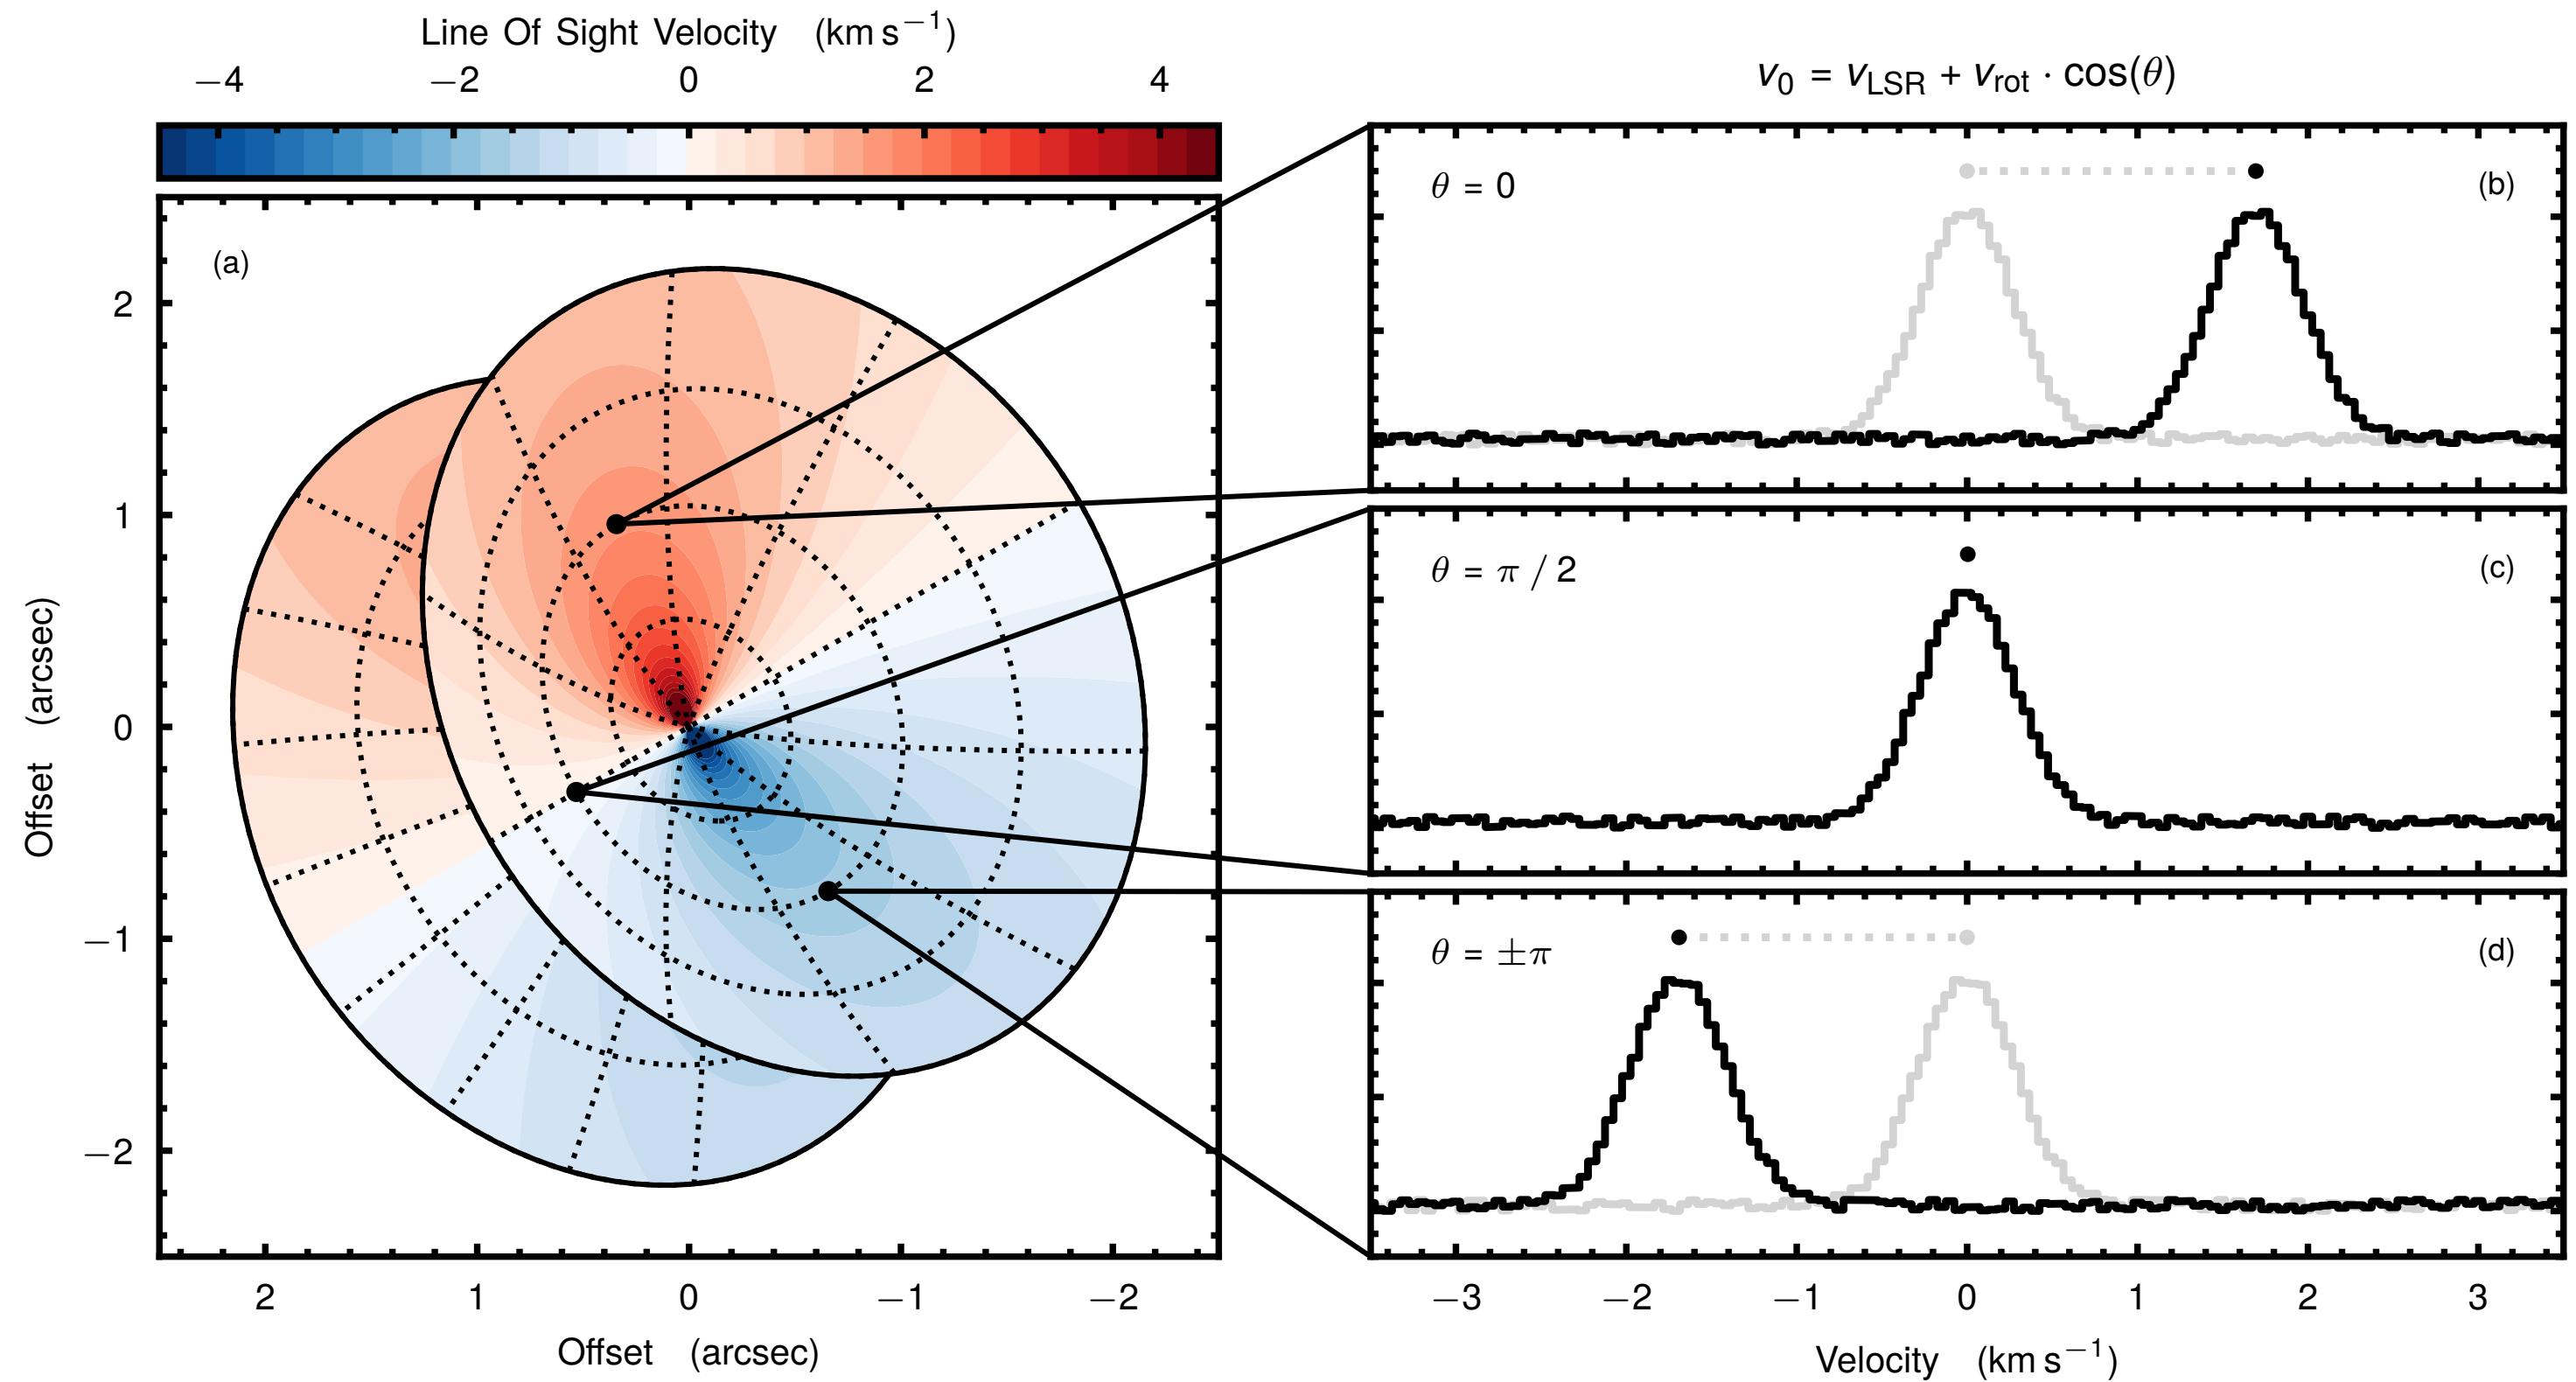 Line Of Sight Velocity (km s⁻¹)
−4 −2 0 2 4
v₀ = v_LSR + v_rot · cos(θ)
(a)
2
1
0
−1
−2
Offset (arcsec)
2 1 0 −1 −2
Offset (arcsec)
θ = 0 (b)
θ = π / 2 (c)
θ = ±π (d)
−3 −2 −1 0 1 2 3
Velocity (km s⁻¹)